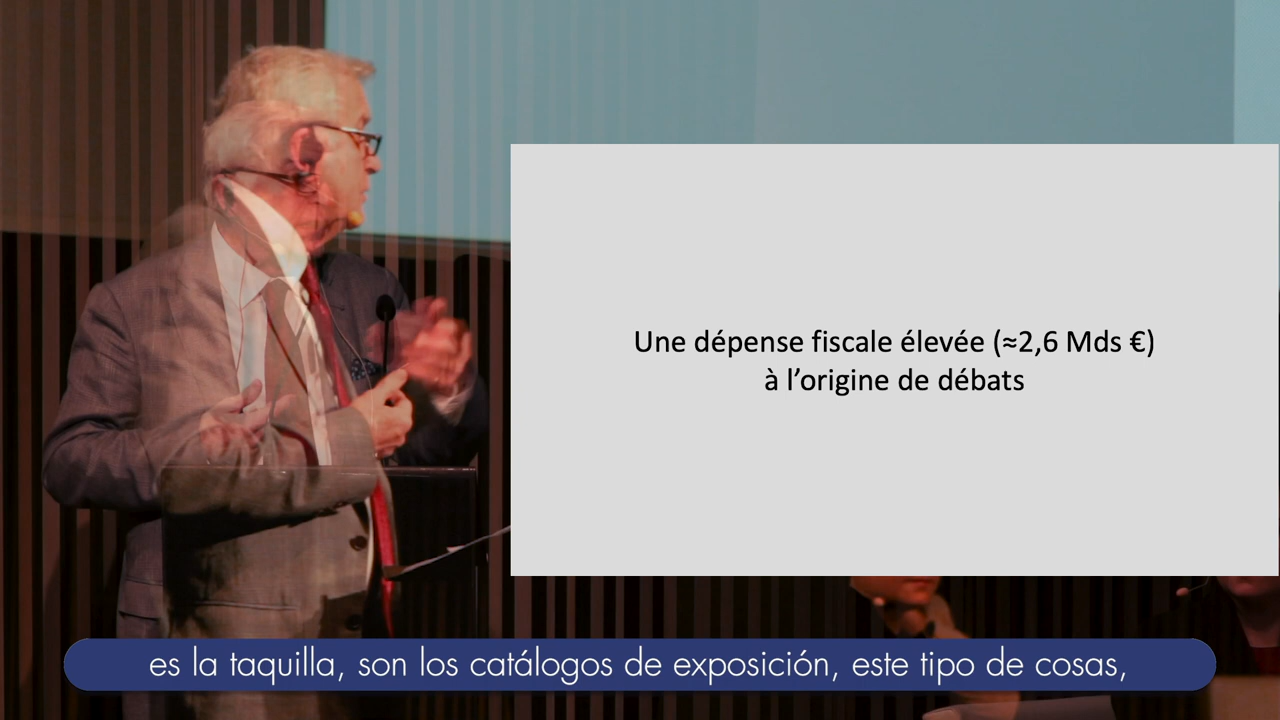 Une dépense fiscale élevée (≈2,6 Mds €)
à l’origine de débats
es la taquilla, son los catálogos de exposición, este tipo de cosas,